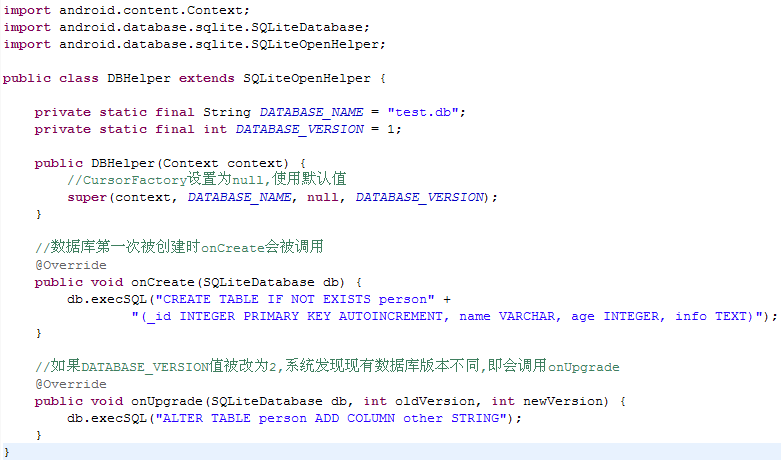 import android.content.Context;
import android.database.sqlite.SQLiteDatabase;
import android.database.sqlite.SQLiteOpenHelper;
public class DBHelper extends SQLiteOpenHelper {
private static final String DATABASE_NAME = "test.db";
private static final int DATABASE_VERSION = 1;
public DBHelper(Context context) {
//CursorFactory设置为null,使用默认值
super(context, DATABASE_NAME, null, DATABASE_VERSION);
}
//数据库第一次被创建时onCreate会被调用
@Override
public void onCreate(SQLiteDatabase db) {
db.execSQL("CREATE TABLE IF NOT EXISTS person" +
"(_id INTEGER PRIMARY KEY AUTOINCREMENT, name VARCHAR, age INTEGER, info TEXT)");
}
//如果DATABASE_VERSION值被改为2,系统发现现有数据库版本不同,即会调用onUpgrade
@Override
public void onUpgrade(SQLiteDatabase db, int oldVersion, int newVersion) {
db.execSQL("ALTER TABLE person ADD COLUMN other STRING");
}
}